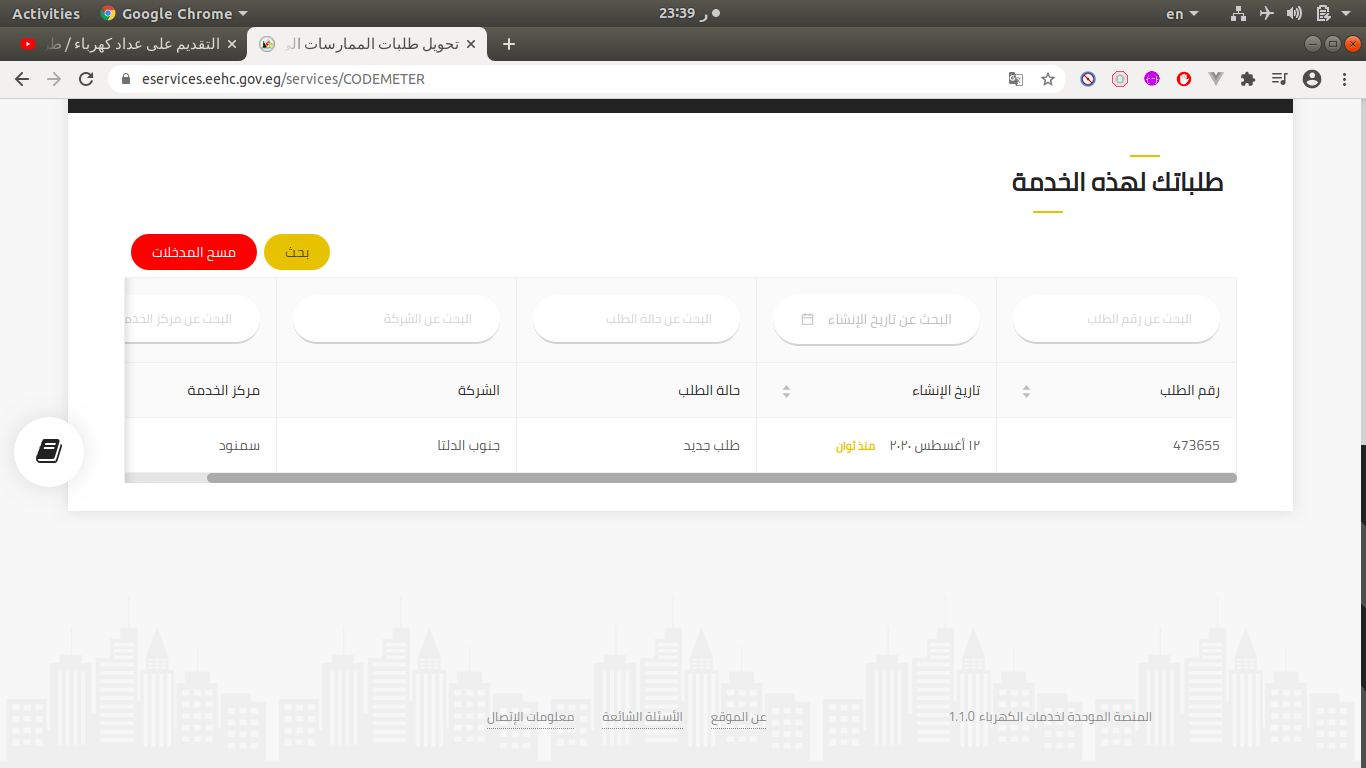 Activities
Google Chrome
23:39 ر
en
التقديم على عداد كهرباء / طر
تحويل طلبات الممارسات الى
eservices.eehc.gov.eg/services/CODEMETER
طلباتك لهذه الخدمة
بحث
مسح المدخلات
البحث عن رقم الطلب
البحث عن تاريخ الإنشاء
البحث عن حالة الطلب
البحث عن الشركة
البحث عن مركز الخدمة
رقم الطلب
تاريخ الإنشاء
حالة الطلب
الشركة
مركز الخدمة
473655
١٢ أغسطس ٢٠٢٠ منذ ثوان
طلب جديد
جنوب الدلتا
سمنود
المنصة الموحدة لخدمات الكهرباء 1.1.0
عن الموقع
الأسئلة الشائعة
معلومات الإتصال